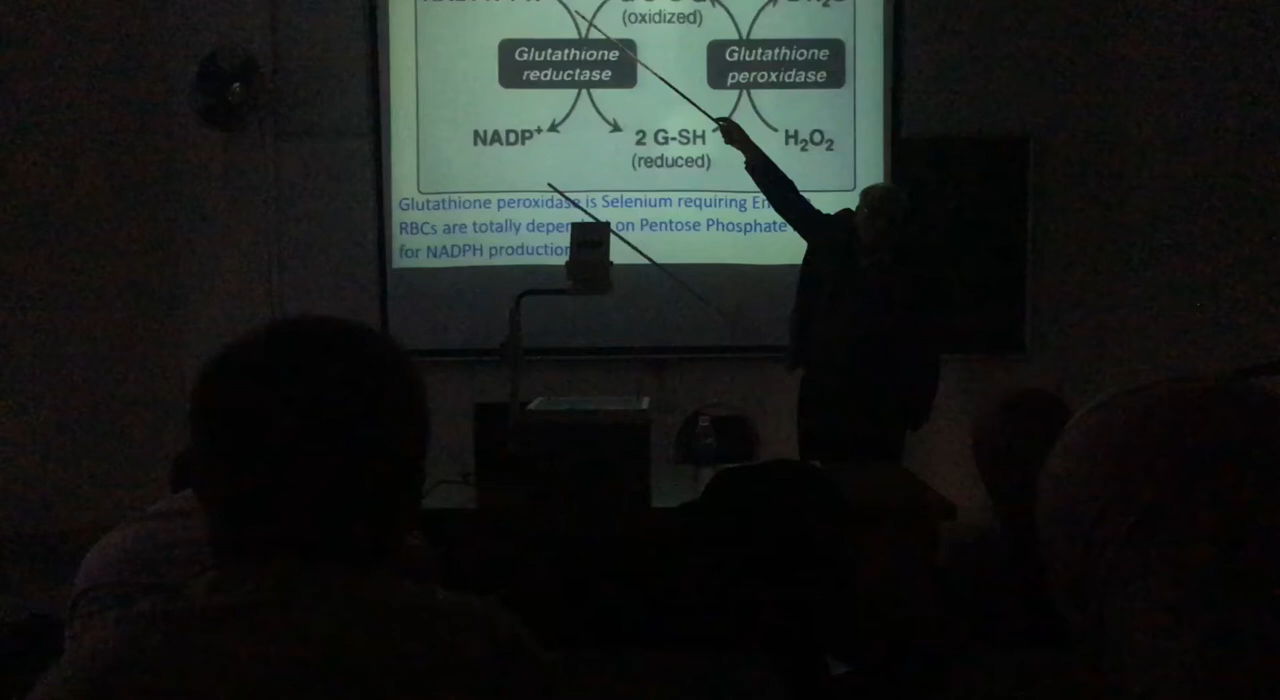 (oxidized)
Glutathione
reductase
Glutathione
peroxidase
NADP+
2 G-SH
(reduced)
H₂O₂
Glutathione peroxidase is Selenium requiring
RBCs are totally on Pentose Phosphate
for NADPH production